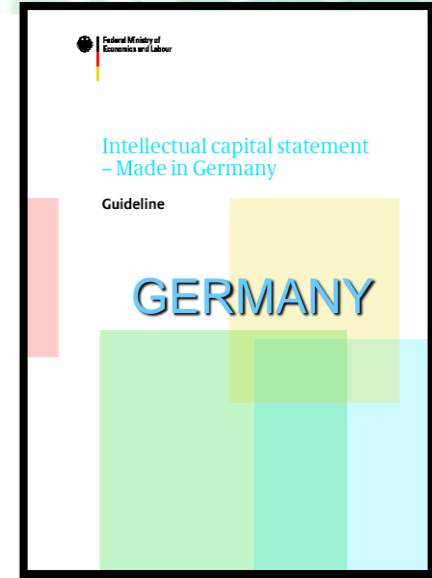 Federal Ministry of
Economics and Labour
Intellectual capital statement
– Made in Germany
Guideline
GERMANY